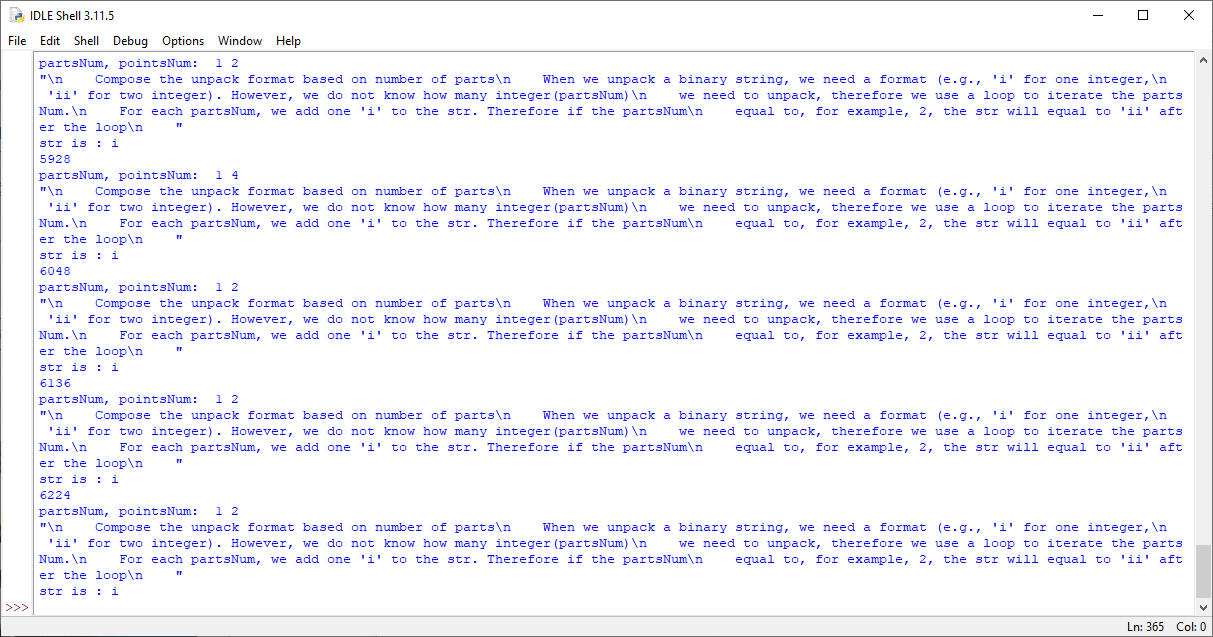 IDLE Shell 3.11.5
File Edit Shell Debug Options Window Help
partsNum, pointsNum:  1 2
"\n    Compose the unpack format based on number of parts\n    When we unpack a binary string, we need a format (e.g., 'i' for one integer,\n
 'ii' for two integer). However, we do not know how many integer(partsNum)\n    we need to unpack, therefore we use a loop to iterate the parts
Num.\n    For each partsNum, we add one 'i' to the str. Therefore if the partsNum\n    equal to, for example, 2, the str will equal to 'ii' aft
er the loop\n    "
str is : i
5928
partsNum, pointsNum:  1 4
"\n    Compose the unpack format based on number of parts\n    When we unpack a binary string, we need a format (e.g., 'i' for one integer,\n
 'ii' for two integer). However, we do not know how many integer(partsNum)\n    we need to unpack, therefore we use a loop to iterate the parts
Num.\n    For each partsNum, we add one 'i' to the str. Therefore if the partsNum\n    equal to, for example, 2, the str will equal to 'ii' aft
er the loop\n    "
str is : i
6048
partsNum, pointsNum:  1 2
"\n    Compose the unpack format based on number of parts\n    When we unpack a binary string, we need a format (e.g., 'i' for one integer,\n
 'ii' for two integer). However, we do not know how many integer(partsNum)\n    we need to unpack, therefore we use a loop to iterate the parts
Num.\n    For each partsNum, we add one 'i' to the str. Therefore if the partsNum\n    equal to, for example, 2, the str will equal to 'ii' aft
er the loop\n    "
str is : i
6136
partsNum, pointsNum:  1 2
"\n    Compose the unpack format based on number of parts\n    When we unpack a binary string, we need a format (e.g., 'i' for one integer,\n
 'ii' for two integer). However, we do not know how many integer(partsNum)\n    we need to unpack, therefore we use a loop to iterate the parts
Num.\n    For each partsNum, we add one 'i' to the str. Therefore if the partsNum\n    equal to, for example, 2, the str will equal to 'ii' aft
er the loop\n    "
str is : i
6224
partsNum, pointsNum:  1 2
"\n    Compose the unpack format based on number of parts\n    When we unpack a binary string, we need a format (e.g., 'i' for one integer,\n
 'ii' for two integer). However, we do not know how many integer(partsNum)\n    we need to unpack, therefore we use a loop to iterate the parts
Num.\n    For each partsNum, we add one 'i' to the str. Therefore if the partsNum\n    equal to, for example, 2, the str will equal to 'ii' aft
er the loop\n    "
str is : i
>>>
Ln: 365 Col: 0